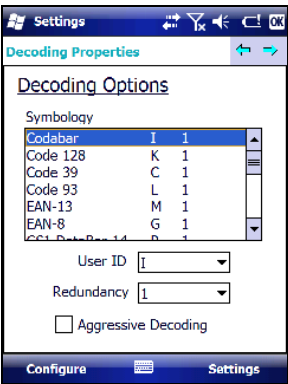 Settings OK
Decoding Properties
Decoding Options
Symbology
Codabar I 1
Code 128 K 1
Code 39 C 1
Code 93 L 1
EAN-13 M 1
EAN-8 G 1
User ID I
Redundancy 1
Aggressive Decoding
Configure Settings